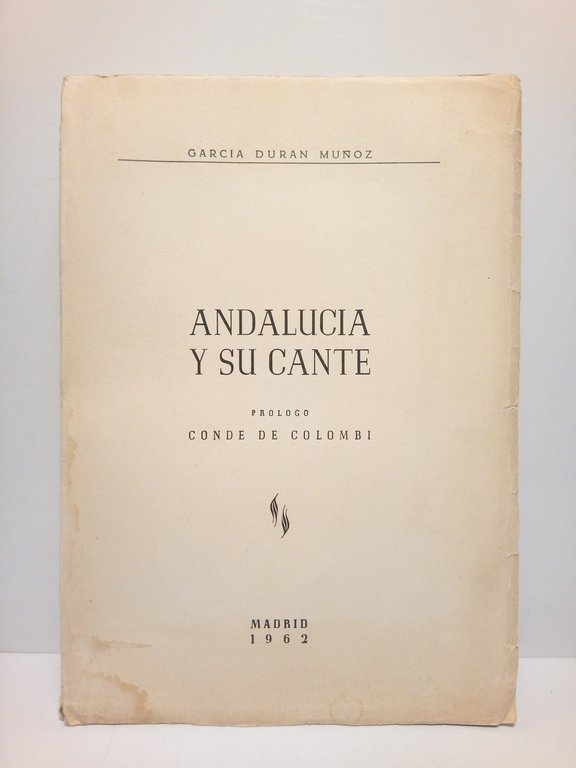 GARCIA DURAN MUÑOZ
ANDALUCIA
Y SU CANTE
PROLOGO
CONDE DE COLOMBI
MADRID
1962